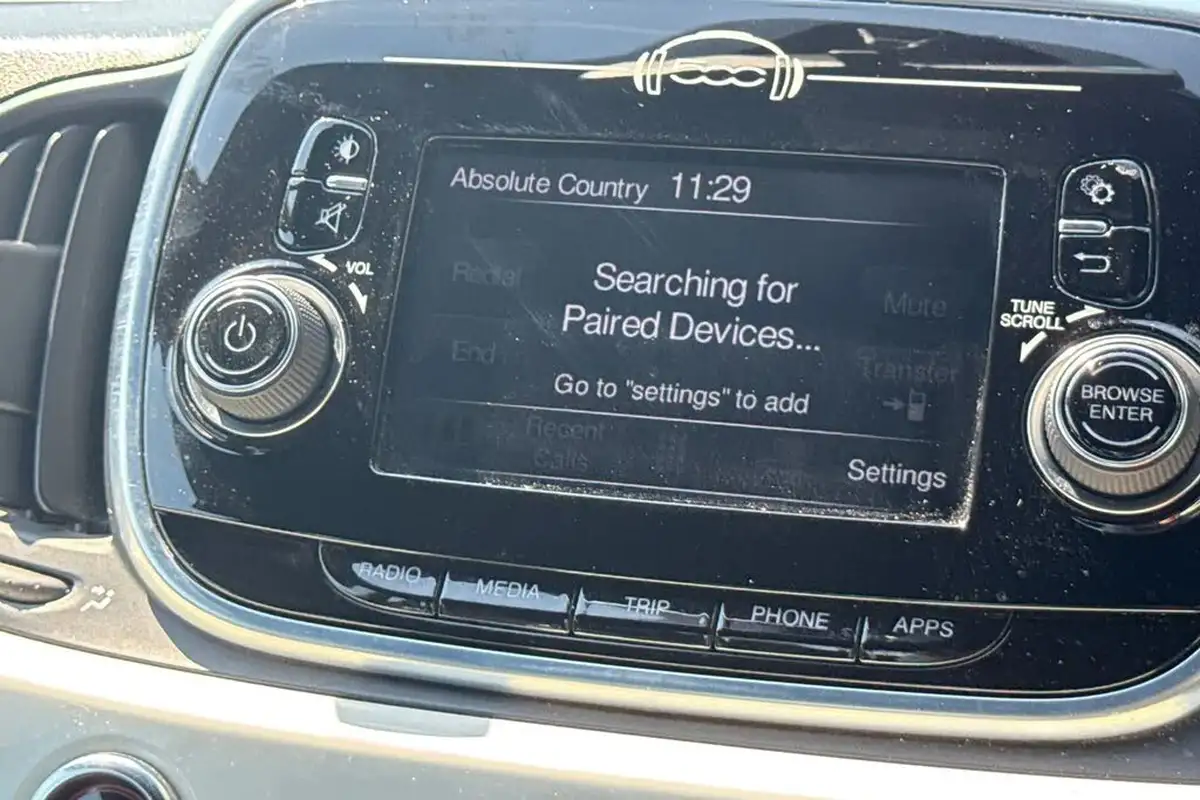 500
Absolute Country 11:29
VOL
Redial
Searching for
Paired Devices...
Mute
End
Transfer
Go to "settings" to add
Recent
Calls
Settings
TUNE
SCROLL
BROWSE
ENTER
RADIO
MEDIA
TRIP
PHONE
APPS